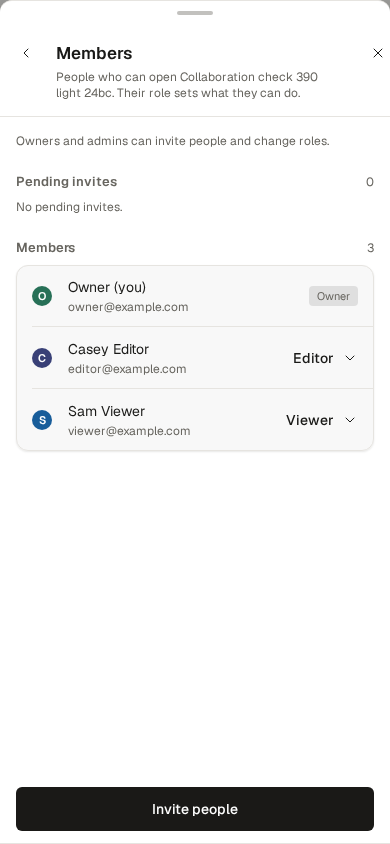 Members
People who can open Collaboration check 390
light 24bc. Their role sets what they can do.
Owners and admins can invite people and change roles.
Pending invites 0
No pending invites.
Members 3
O Owner (you) Owner
owner@example.com
C Casey Editor Editor
editor@example.com
S Sam Viewer Viewer
viewer@example.com
Invite people